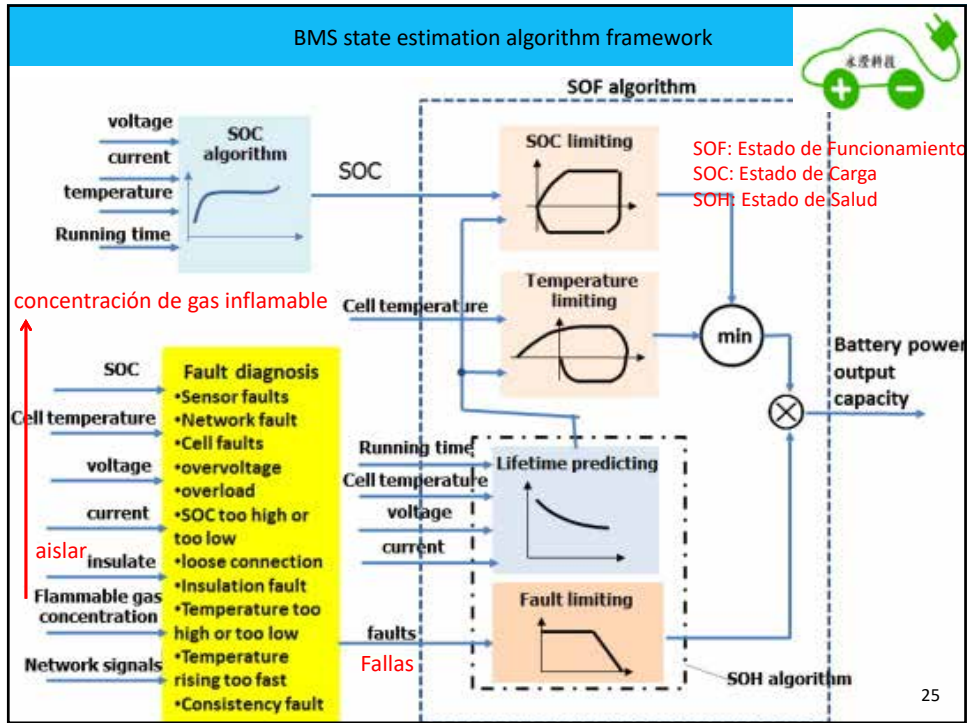 BMS state estimation algorithm framework
永澄科技
SOF algorithm
voltage
current
temperature
Running time
SOC
algorithm
SOC
SOC limiting
SOF: Estado de Funcionamiento
SOC: Estado de Carga
SOH: Estado de Salud
concentración de gas inflamable
Cell temperature
Temperature
limiting
min
Battery power
output
capacity
SOC
Cell temperature
voltage
current
aislar
insulate
Flammable gas
concentration
Network signals
Fault diagnosis
•Sensor faults
•Network fault
•Cell faults
•overvoltage
•overload
•SOC too high or
too low
•loose connection
•Insulation fault
•Temperature too
high or too low
•Temperature
rising too fast
•Consistency fault
Running time
Cell temperature
voltage
current
Lifetime predicting
faults
Fallas
Fault limiting
SOH algorithm
25